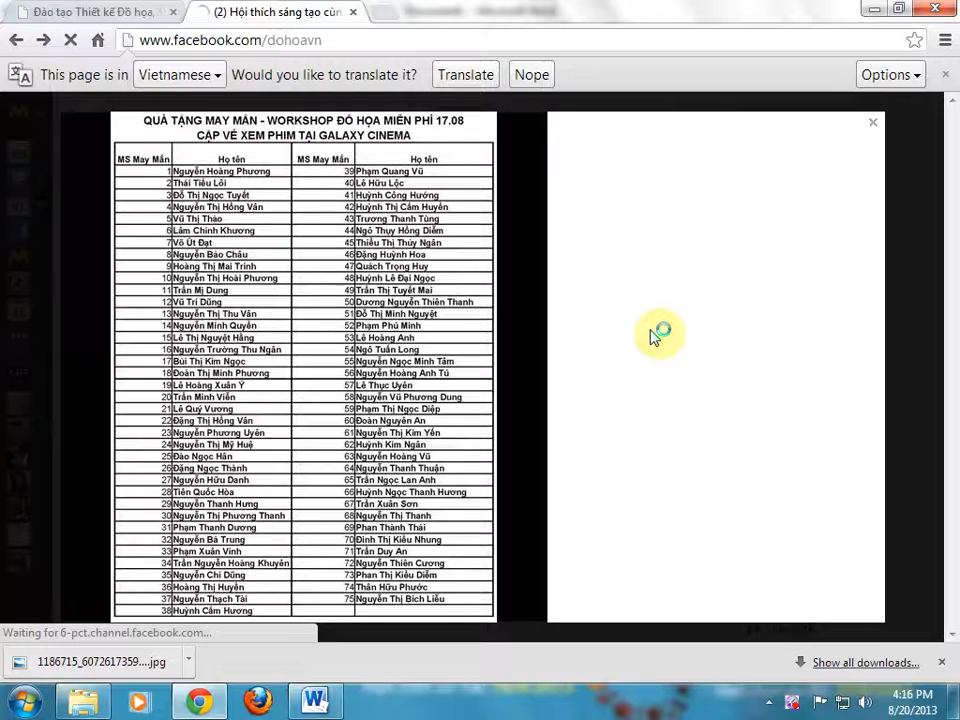 Đào tạo Thiết kế Đồ họa,
(2) Hội thích sáng tạo cùn
www.facebook.com/dohoavn
This page is in
Vietnamese
Would you like to translate it?
Translate
Nope
Options
QUÀ TẶNG MAY MẮN - WORKSHOP ĐỒ HỌA MIỄN PHÍ 17.08
CẶP VÉ XEM PHIM TẠI GALAXY CINEMA
MS May Mắn Họ tên MS May Mắn Họ tên
1 Nguyễn Hoàng Phương 39 Phạm Quang Vũ
2 Thái Tiểu Lối 40 Lê Hữu Lộc
3 Đỗ Thị Ngọc Tuyết 41 Huỳnh Công Hướng
4 Nguyễn Thị Hồng Vân 42 Huỳnh Thị Cẩm Huyền
5 Vũ Thị Thảo 43 Trương Thanh Tùng
6 Lâm Chinh Khương 44 Ngô Thụy Hồng Diễm
7 Võ Út Đạt 45 Thiều Thị Thúy Ngân
8 Nguyễn Bảo Châu 46 Đặng Huỳnh Hoa
9 Hoàng Thị Mai Trinh 47 Quách Trọng Huy
10 Nguyễn Thị Hoài Phương 48 Huỳnh Lê Đại Ngọc
11 Trần Mị Dung 49 Trần Thị Tuyết Mai
12 Vũ Trí Dũng 50 Dương Nguyễn Thiên Thanh
13 Nguyễn Thị Thu Vân 51 Đỗ Thị Minh Nguyệt
14 Nguyễn Minh Quyền 52 Phạm Phú Minh
15 Lê Thị Nguyệt Hằng 53 Lê Hoàng Anh
16 Nguyễn Trường Thu Ngân 54 Ngô Tuấn Long
17 Bùi Thị Kim Ngọc 55 Nguyễn Ngọc Minh Tâm
18 Đoàn Thị Minh Phương 56 Nguyễn Hoàng Anh Tú
19 Lê Hoàng Xuân Ý 57 Lê Thục Uyên
20 Trần Minh Viễn 58 Nguyễn Vũ Phương Dung
21 Lê Quý Vương 59 Phạm Thị Ngọc Diệp
22 Đặng Thị Hồng Vân 60 Đoàn Nguyên An
23 Nguyễn Phương Uyên 61 Nguyễn Thị Kim Yến
24 Nguyễn Thị Mỹ Huệ 62 Huỳnh Kim Ngân
25 Đào Ngọc Hân 63 Nguyễn Hoàng Vũ
26 Đặng Ngọc Thành 64 Nguyễn Thanh Thuận
27 Nguyễn Hữu Danh 65 Trần Ngọc Lan Anh
28 Tiên Quốc Hòa 66 Huỳnh Ngọc Thanh Hương
29 Nguyễn Thanh Hưng 67 Trần Xuân Sơn
30 Nguyễn Thị Phượng Thanh 68 Nguyễn Thị Thanh
31 Phạm Thanh Dương 69 Phan Thành Thái
32 Nguyễn Bá Trung 70 Đinh Thị Kiều Nhung
33 Phạm Xuân Vinh 71 Trần Duy An
34 Trần Nguyễn Hoàng Khuyên 72 Nguyễn Thiên Cương
35 Nguyễn Chí Dũng 73 Phan Thị Kiều Diễm
36 Hoàng Thị Huyền 74 Thân Hữu Phước
37 Nguyễn Thạch Tài 75 Nguyễn Thị Bích Liễu
38 Huỳnh Cẩm Hương
Waiting for 6-pct.channel.facebook.com...
1186715_6072617359....jpg
Show all downloads...
4:16 PM
8/20/2013